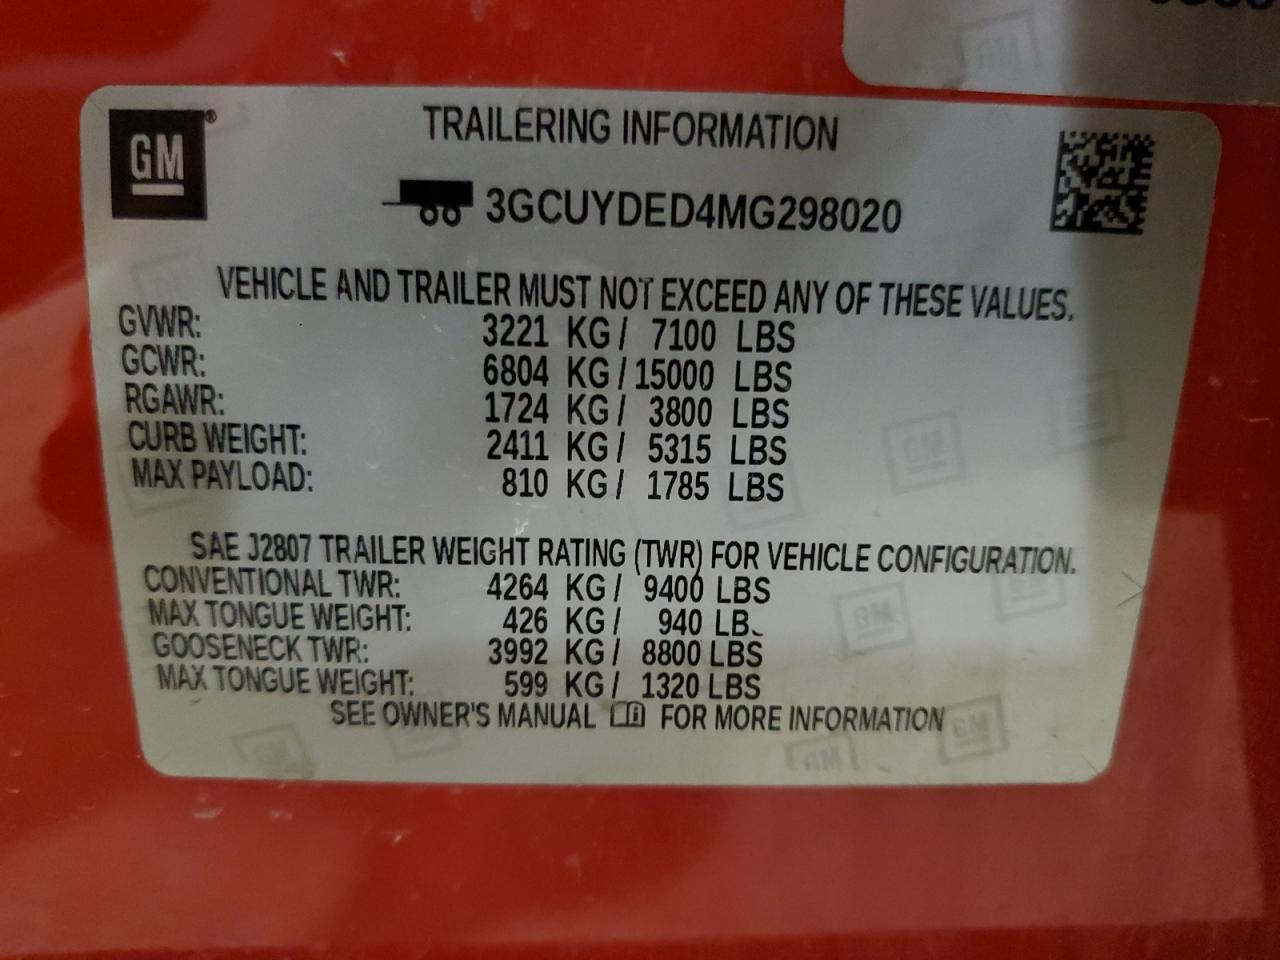 GM®
TRAILERING INFORMATION
3GCUYDED4MG298020
VEHICLE AND TRAILER MUST NOT EXCEED ANY OF THESE VALUES.
GVWR: 3221 KG / 7100 LBS
GCWR: 6804 KG / 15000 LBS
RGAWR: 1724 KG / 3800 LBS
CURB WEIGHT: 2411 KG / 5315 LBS
MAX PAYLOAD: 810 KG / 1785 LBS
SAE J2807 TRAILER WEIGHT RATING (TWR) FOR VEHICLE CONFIGURATION.
CONVENTIONAL TWR: 4264 KG / 9400 LBS
MAX TONGUE WEIGHT: 426 KG / 940 LB
GOOSENECK TWR: 3992 KG / 8800 LBS
MAX TONGUE WEIGHT: 599 KG / 1320 LBS
SEE OWNER'S MANUAL FOR MORE INFORMATION